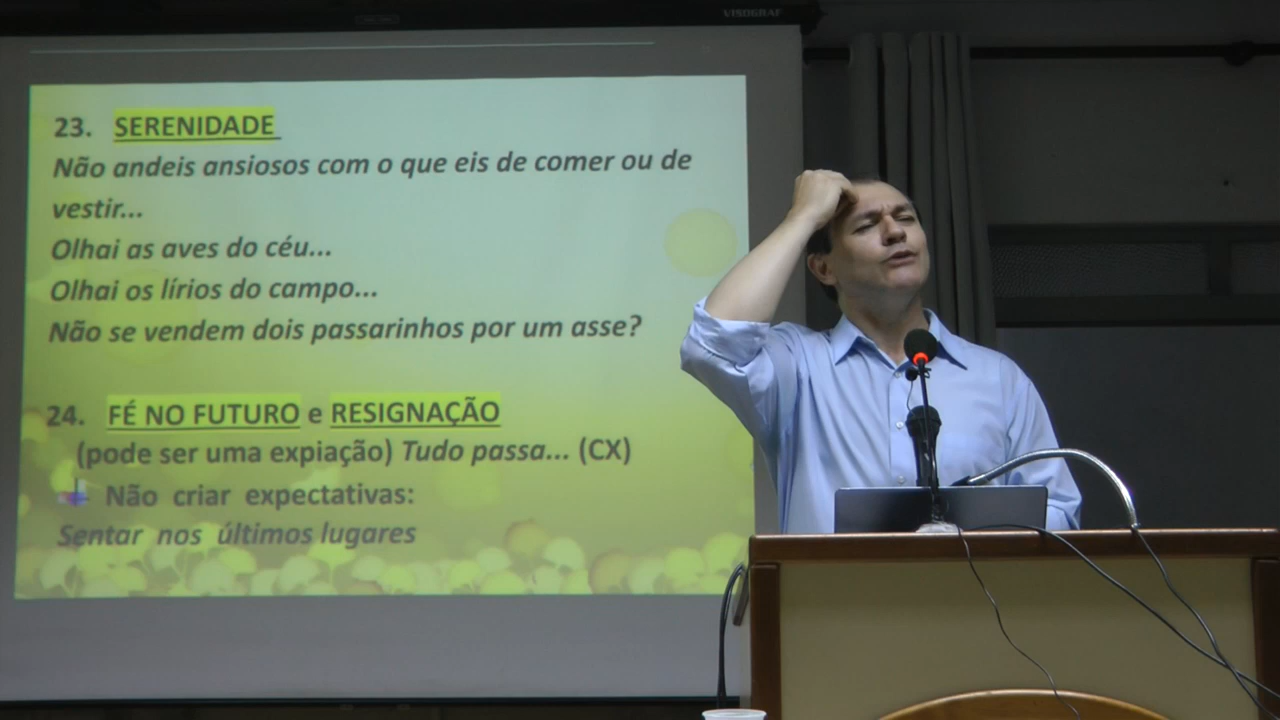 VISOGRAF
23. SERENIDADE
Não andeis ansiosos com o que eis de comer ou de
vestir...
Olhai as aves do céu...
Olhai os lírios do campo...
Não se vendem dois passarinhos por um asse?
24. FÉ NO FUTURO e RESIGNAÇÃO
(pode ser uma expiação) Tudo passa... (CX)
Não criar expectativas:
Sentar nos últimos lugares